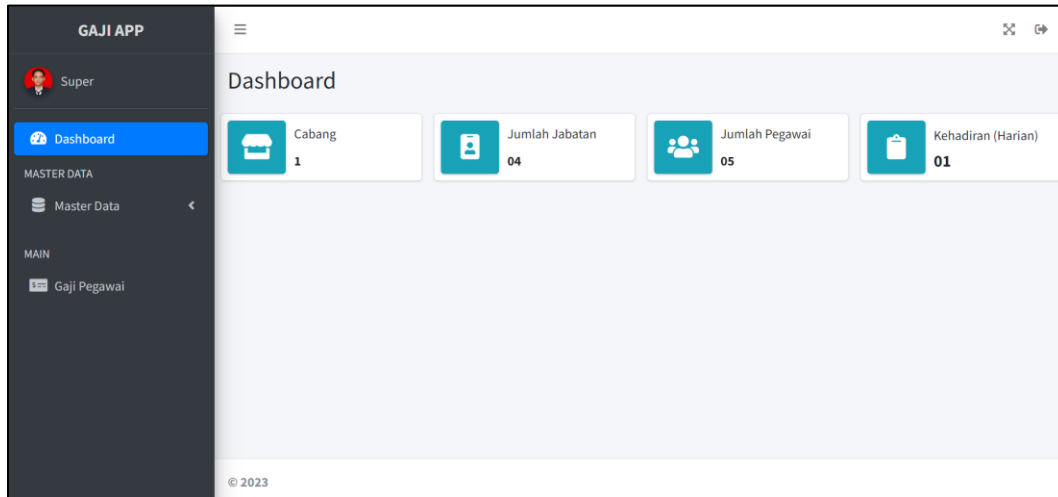 GAJI APP
Super
Dashboard
MASTER DATA
Master Data
MAIN
Gaji Pegawai
Dashboard
Cabang
1
Jumlah Jabatan
04
Jumlah Pegawai
05
Kehadiran (Harian)
01
© 2023